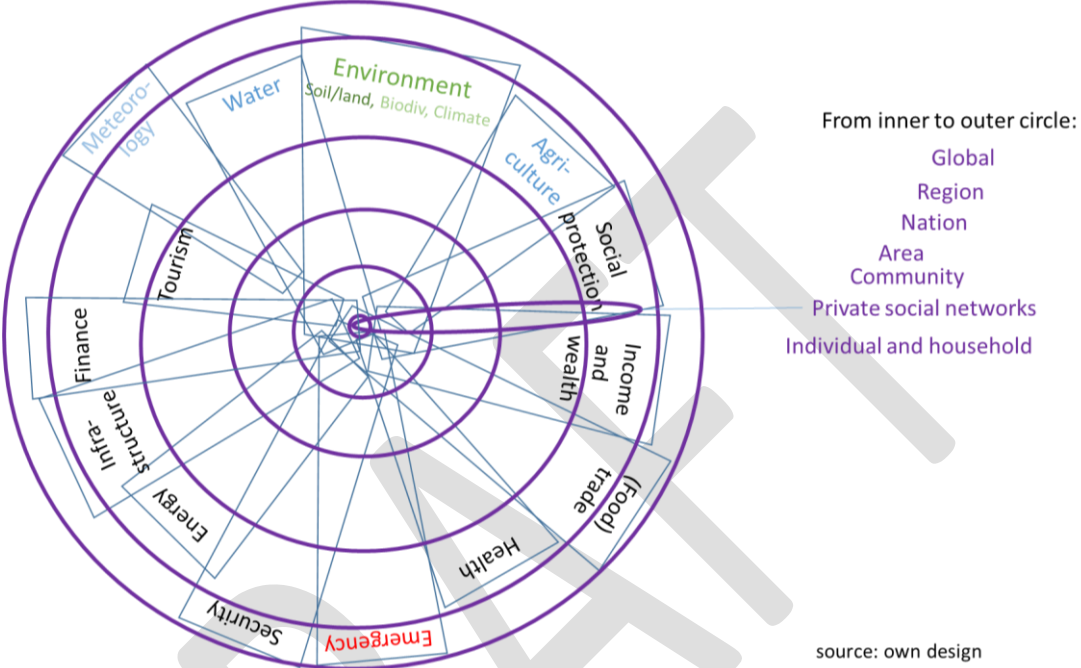 Environment
Soil/land, Biodiv, Climate
Water
Meteoro-
logy
Agri-
culture
Social
protection
Tourism
Income
and
wealth
Finance
Infra-
structure
Energy
(Food)
trade
Health
Security
Emergency
From inner to outer circle:
Global
Region
Nation
Area
Community
Private social networks
Individual and household
source: own design
DRAFT